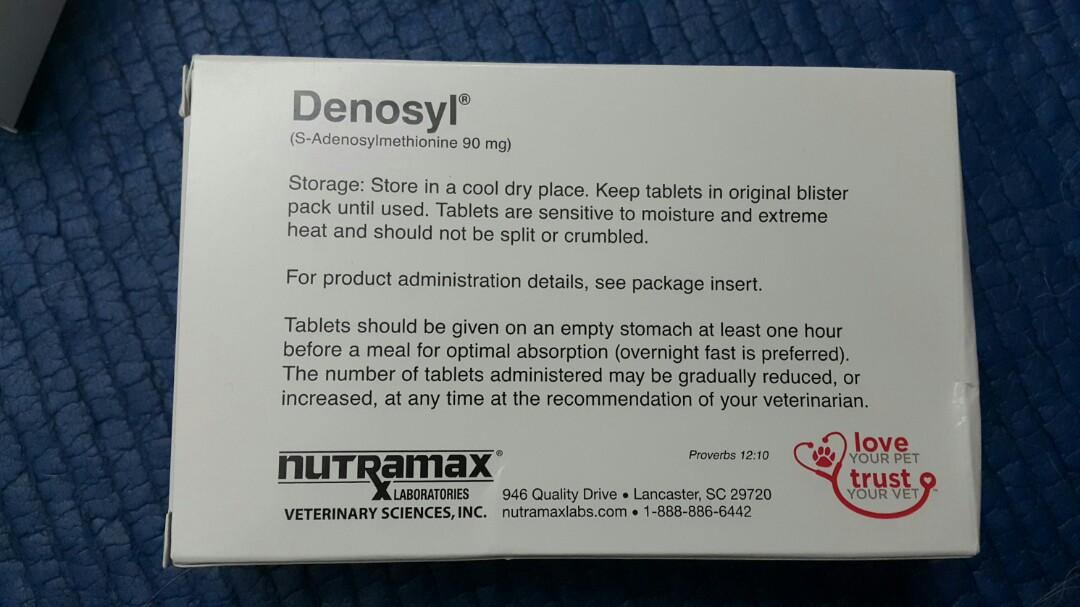 Denosyl®
(S-Adenosylmethionine 90 mg)
Storage: Store in a cool dry place. Keep tablets in original blister
pack until used. Tablets are sensitive to moisture and extreme
heat and should not be split or crumbled.
For product administration details, see package insert.
Tablets should be given on an empty stomach at least one hour
before a meal for optimal absorption (overnight fast is preferred).
The number of tablets administered may be gradually reduced, or
increased, at any time at the recommendation of your veterinarian.
nutramax®
LABORATORIES
VETERINARY SCIENCES, INC.
946 Quality Drive • Lancaster, SC 29720
nutramaxlabs.com • 1-888-886-6442
Proverbs 12:10
love
YOUR PET
trust
YOUR VET™